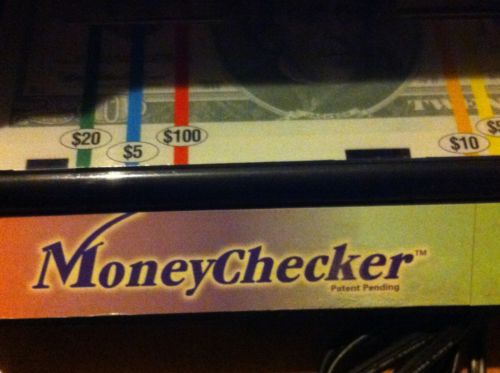 $20
$5
$100
$10
MoneyChecker™
Patent Pending